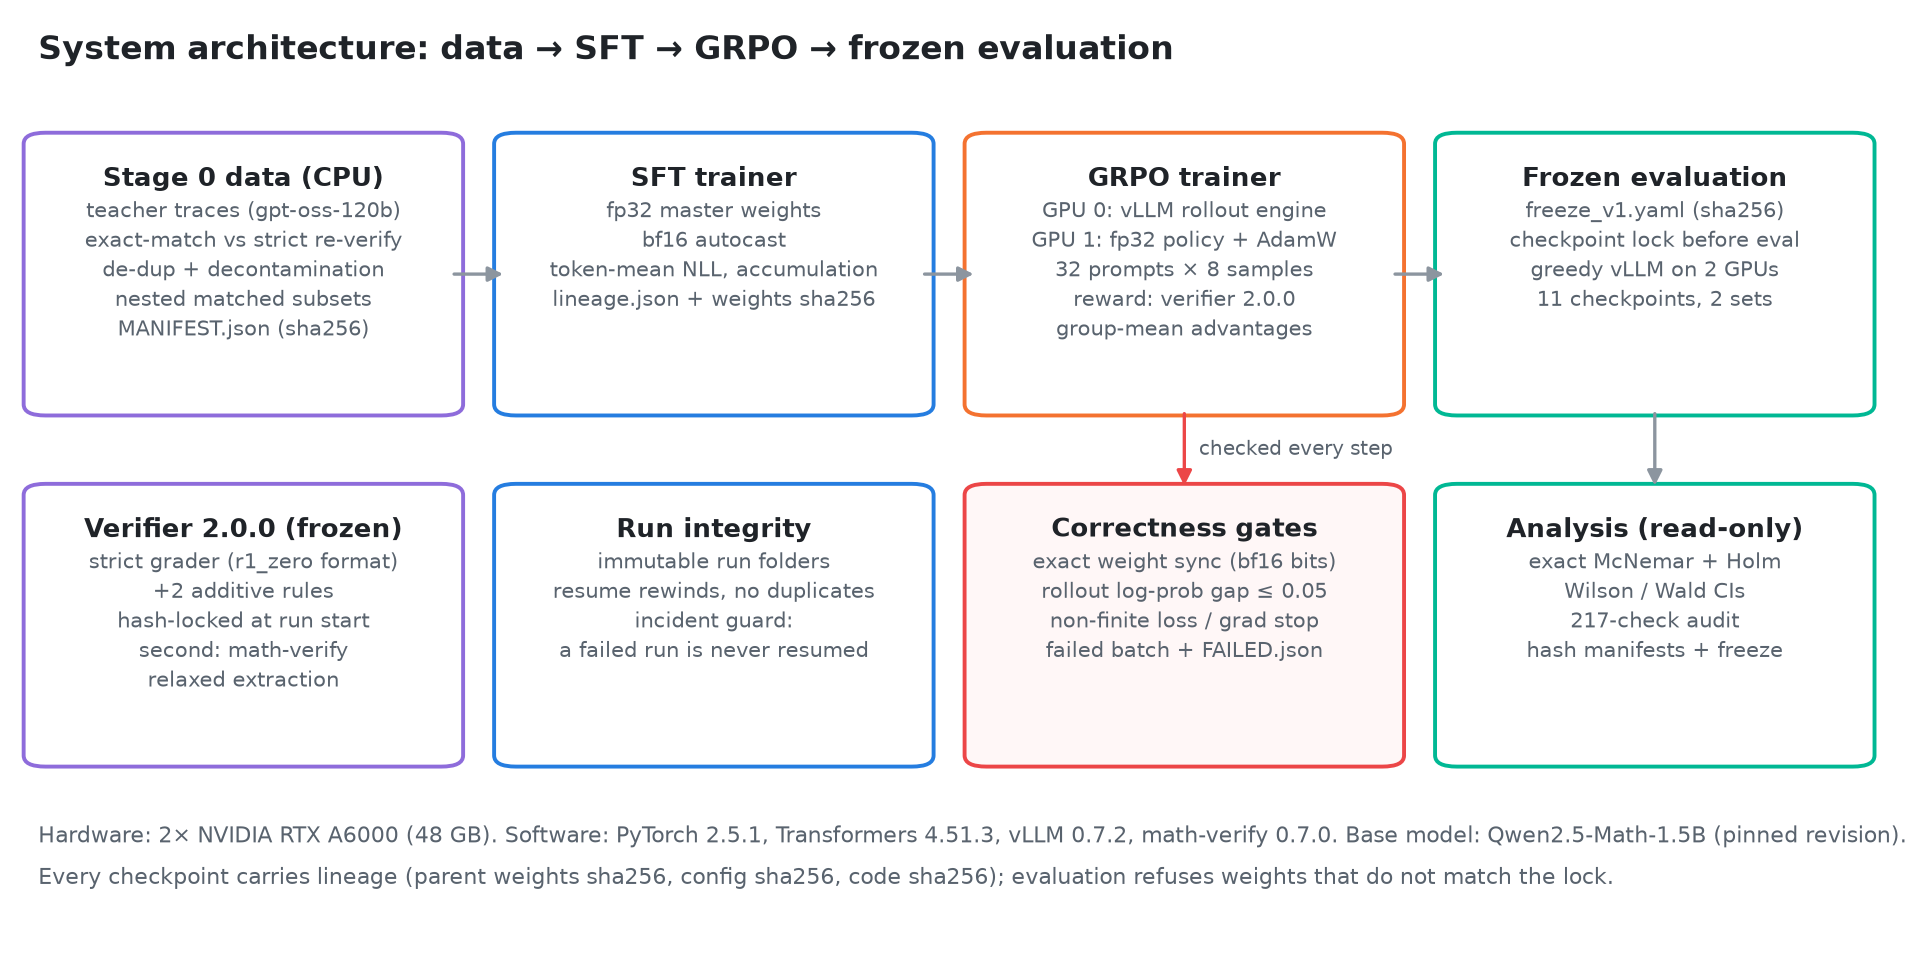 System architecture: data → SFT → GRPO → frozen evaluation
Stage 0 data (CPU)
teacher traces (gpt-oss-120b)
exact-match vs strict re-verify
de-dup + decontamination
nested matched subsets
MANIFEST.json (sha256)
SFT trainer
fp32 master weights
bf16 autocast
token-mean NLL, accumulation
lineage.json + weights sha256
GRPO trainer
GPU 0: vLLM rollout engine
GPU 1: fp32 policy + AdamW
32 prompts × 8 samples
reward: verifier 2.0.0
group-mean advantages
Frozen evaluation
freeze_v1.yaml (sha256)
checkpoint lock before eval
greedy vLLM on 2 GPUs
11 checkpoints, 2 sets
checked every step
Verifier 2.0.0 (frozen)
strict grader (r1_zero format)
+2 additive rules
hash-locked at run start
second: math-verify
relaxed extraction
Run integrity
immutable run folders
resume rewinds, no duplicates
incident guard:
a failed run is never resumed
Correctness gates
exact weight sync (bf16 bits)
rollout log-prob gap ≤ 0.05
non-finite loss / grad stop
failed batch + FAILED.json
Analysis (read-only)
exact McNemar + Holm
Wilson / Wald CIs
217-check audit
hash manifests + freeze
Hardware: 2× NVIDIA RTX A6000 (48 GB). Software: PyTorch 2.5.1, Transformers 4.51.3, vLLM 0.7.2, math-verify 0.7.0. Base model: Qwen2.5-Math-1.5B (pinned revision).
Every checkpoint carries lineage (parent weights sha256, config sha256, code sha256); evaluation refuses weights that do not match the lock.